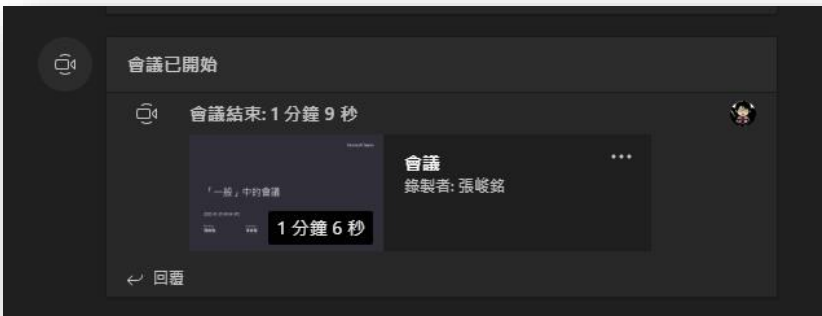 會議已開始
會議結束: 1 分鐘 9 秒
「一般」中的會議
1 分鐘 6 秒
會議
錄製者: 張峻銘
回覆